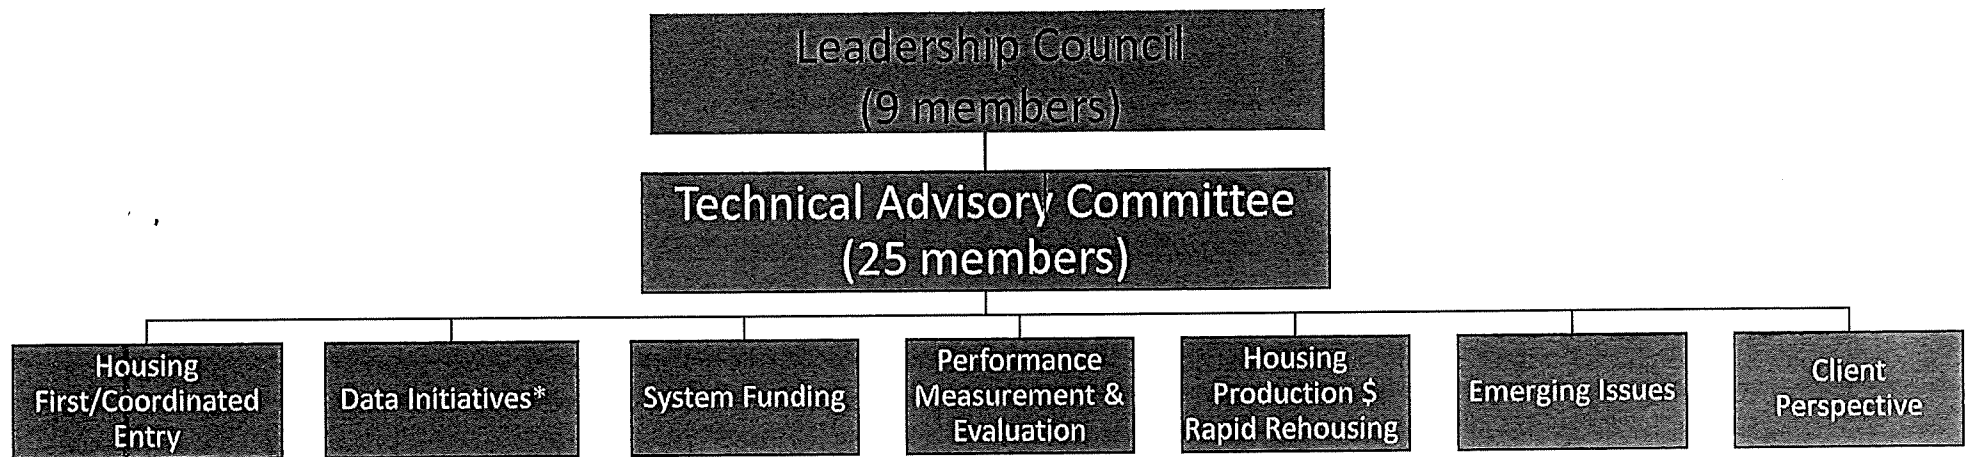 Leadership Council
(9 members)
Technical Advisory Committee
(25 members)
Housing
First/Coordinated
Entry
Data Initiatives*
System Funding
Performance
Measurement &
Evaluation
Housing
Production $
Rapid Rehousing
Emerging Issues
Client
Perspective